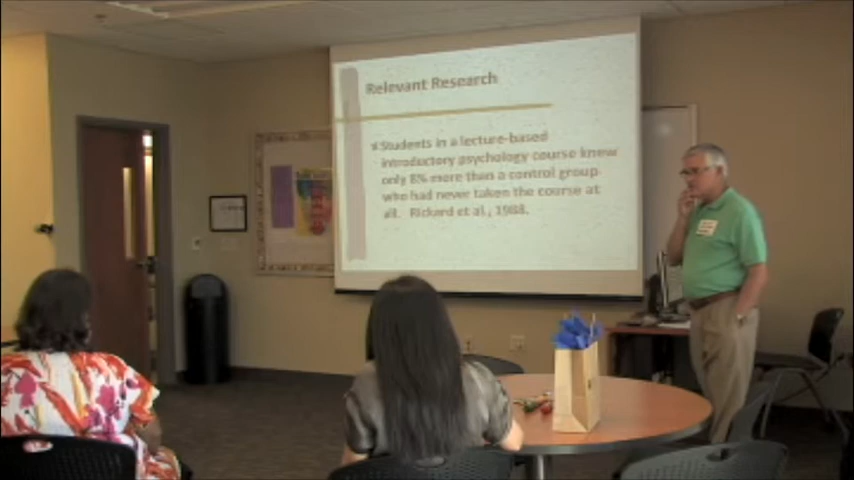 Relevant Research
Students in a lecture-based
introductory psychology course knew
only 8% more than a control group
who had never taken the course at
all. Rickard et al., 1988.